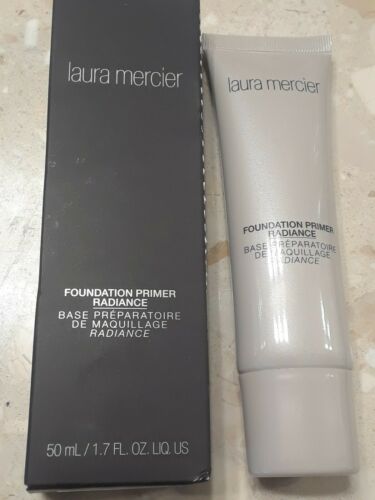 laura mercier
FOUNDATION PRIMER
RADIANCE
BASE PRÉPARATOIRE
DE MAQUILLAGE
RADIANCE
50 mL / 1.7 FL. OZ. LIQ. US
laura mercier
FOUNDATION PRIMER
RADIANCE
BASE PRÉPARATOIRE
DE MAQUILLAGE
RADIANCE